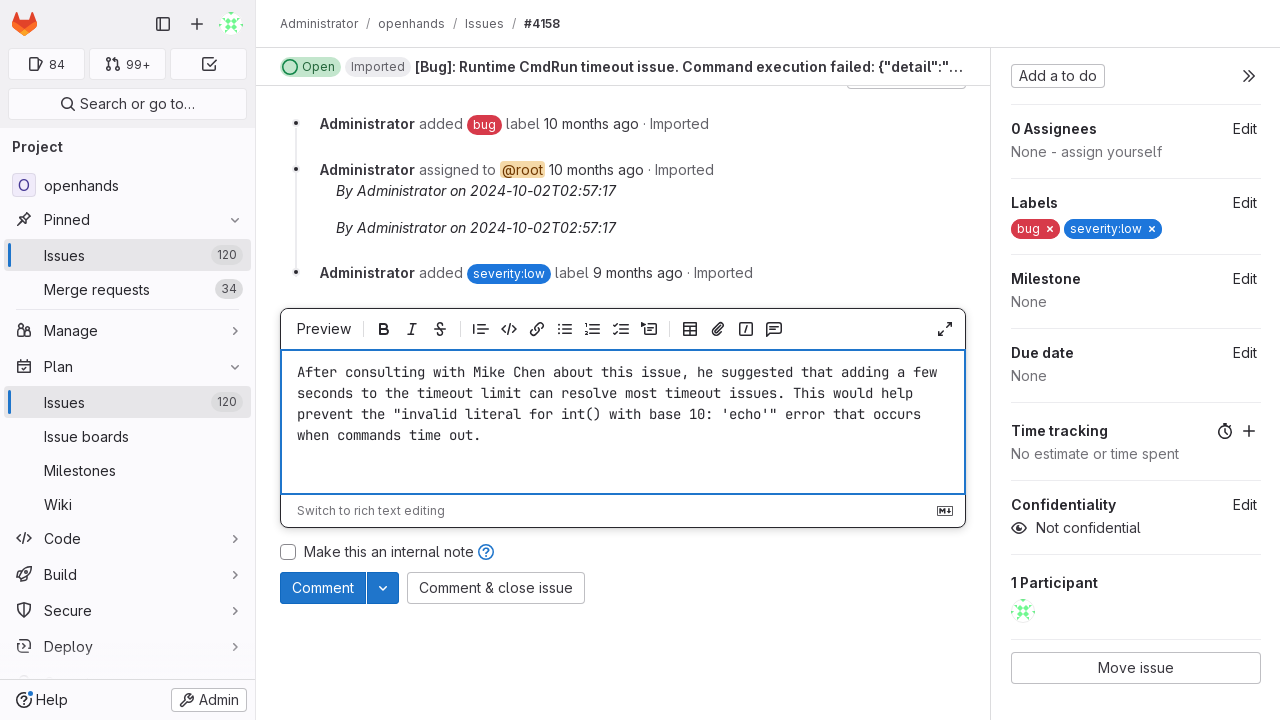 84
99+
Search or go to…
Project
O openhands
Pinned
Issues 120
Merge requests 34
Manage
Plan
Issues 120
Issue boards
Milestones
Wiki
Code
Build
Secure
Deploy
Help
Admin
Administrator / openhands / Issues / #4158
Open Imported [Bug]: Runtime CmdRun timeout issue. Command execution failed: {"detail":"…
Administrator added bug label 10 months ago · Imported
Administrator assigned to @root 10 months ago · Imported
By Administrator on 2024-10-02T02:57:17
By Administrator on 2024-10-02T02:57:17
Administrator added severity:low label 9 months ago · Imported
Preview
After consulting with Mike Chen about this issue, he suggested that adding a few
seconds to the timeout limit can resolve most timeout issues. This would help
prevent the "invalid literal for int() with base 10: 'echo'" error that occurs
when commands time out.
Switch to rich text editing
Make this an internal note
Comment
Comment & close issue
Add a to do
0 Assignees Edit
None - assign yourself
Labels Edit
bug × severity:low ×
Milestone Edit
None
Due date Edit
None
Time tracking
No estimate or time spent
Confidentiality Edit
Not confidential
1 Participant
Move issue